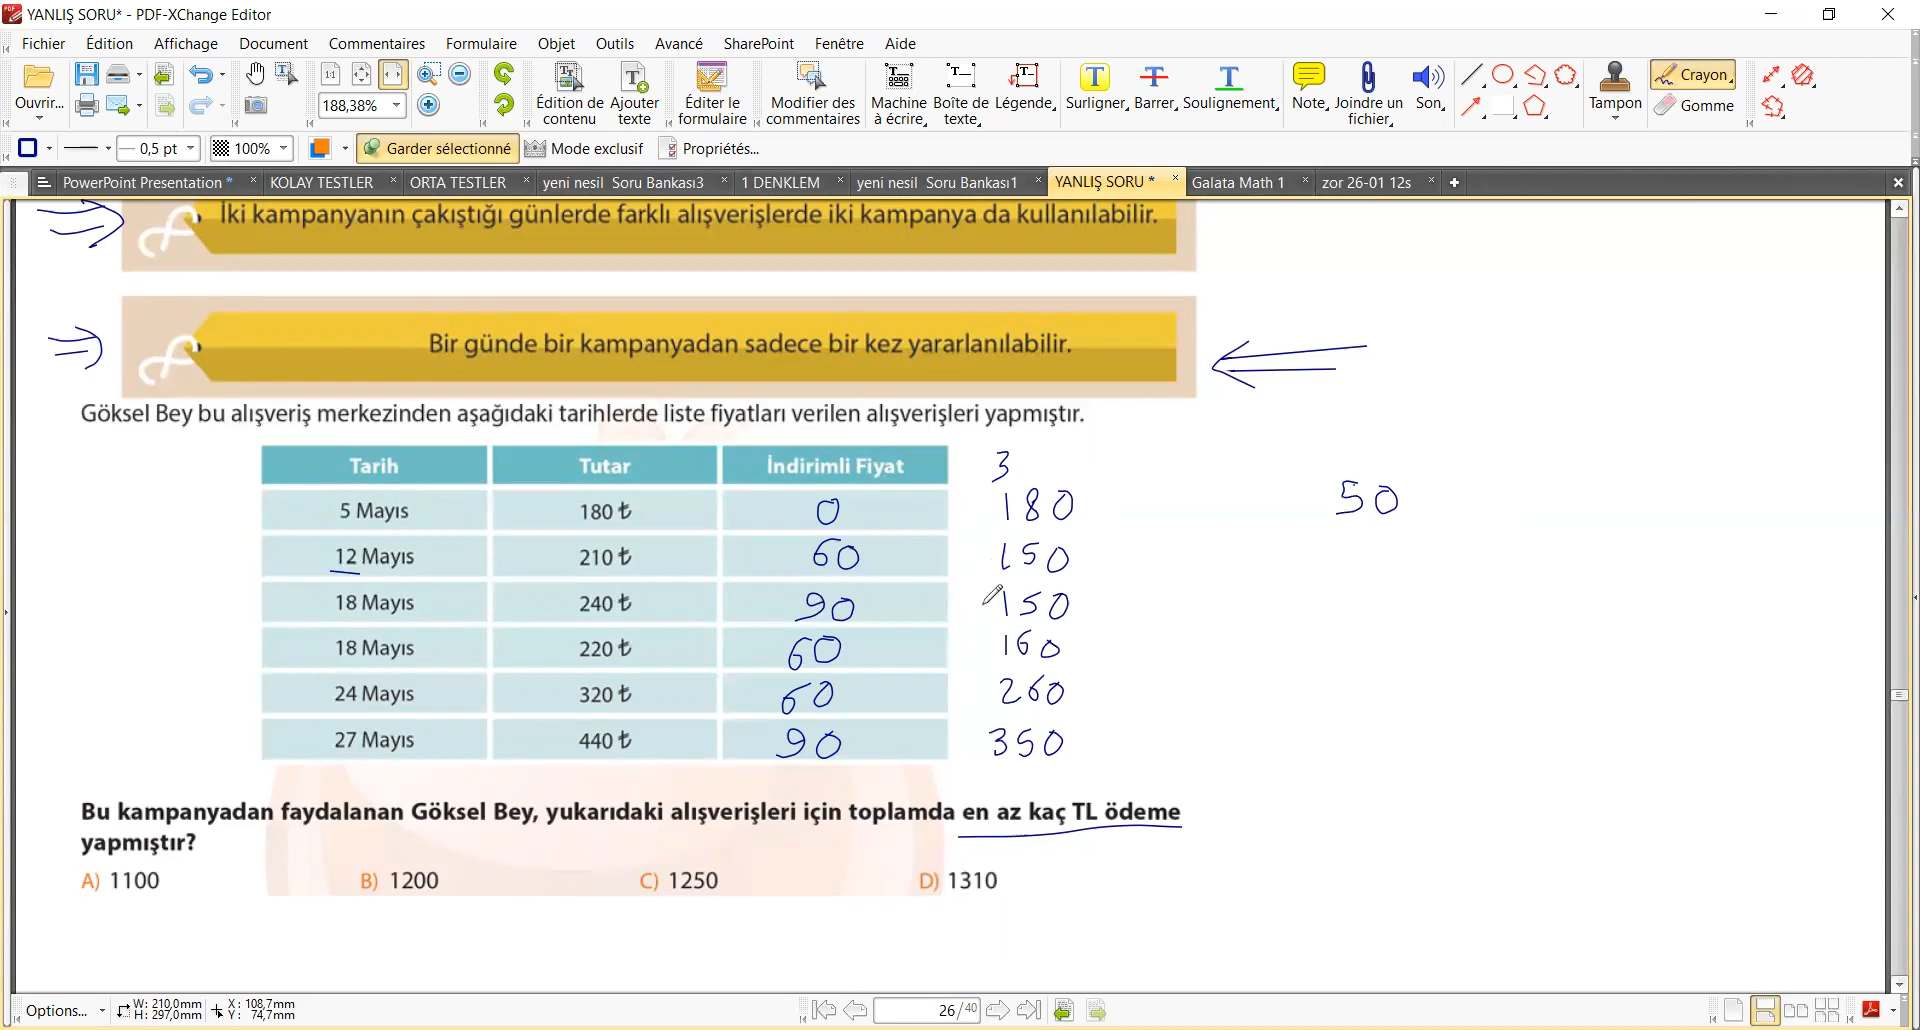 YANLIŞ SORU* - PDF-XChange Editor
Fichier Édition Affichage Document Commentaires Formulaire Objet Outils Avancé SharePoint Fenêtre Aide
Ouvrir...
188,38%
Édition de contenu
Ajouter texte
Éditer le formulaire
Modifier des commentaires
Machine à écrire
Boîte de texte
Légende
Surligner
Barrer
Soulignement
Note
Joindre un fichier
Son
Tampon
Crayon
Gomme
0,5 pt 100% Garder sélectionné Mode exclusif Propriétés...
PowerPoint Presentation * KOLAY TESTLER ORTA TESTLER yeni nesil Soru Bankası3 1 DENKLEM yeni nesil Soru Bankası1 YANLIŞ SORU * Galata Math 1 zor 26-01 12s
İki kampanyanın çakıştığı günlerde farklı alışverişlerde iki kampanya da kullanılabilir.
Bir günde bir kampanyadan sadece bir kez yararlanılabilir.
Göksel Bey bu alışveriş merkezinden aşağıdaki tarihlerde liste fiyatları verilen alışverişleri yapmıştır.
Tarih Tutar İndirimli Fiyat 3
5 Mayıs 180 ₺ 0 180 50
12 Mayıs 210 ₺ 60 150
18 Mayıs 240 ₺ 90 150
18 Mayıs 220 ₺ 60 160
24 Mayıs 320 ₺ 60 260
27 Mayıs 440 ₺ 90 350
Bu kampanyadan faydalanan Göksel Bey, yukarıdaki alışverişleri için toplamda en az kaç TL ödeme
yapmıştır?
A) 1100 B) 1200 C) 1250 D) 1310
Options... W: 210,0mm X: 108,7mm 26/40
H: 297,0mm Y: 74,7mm